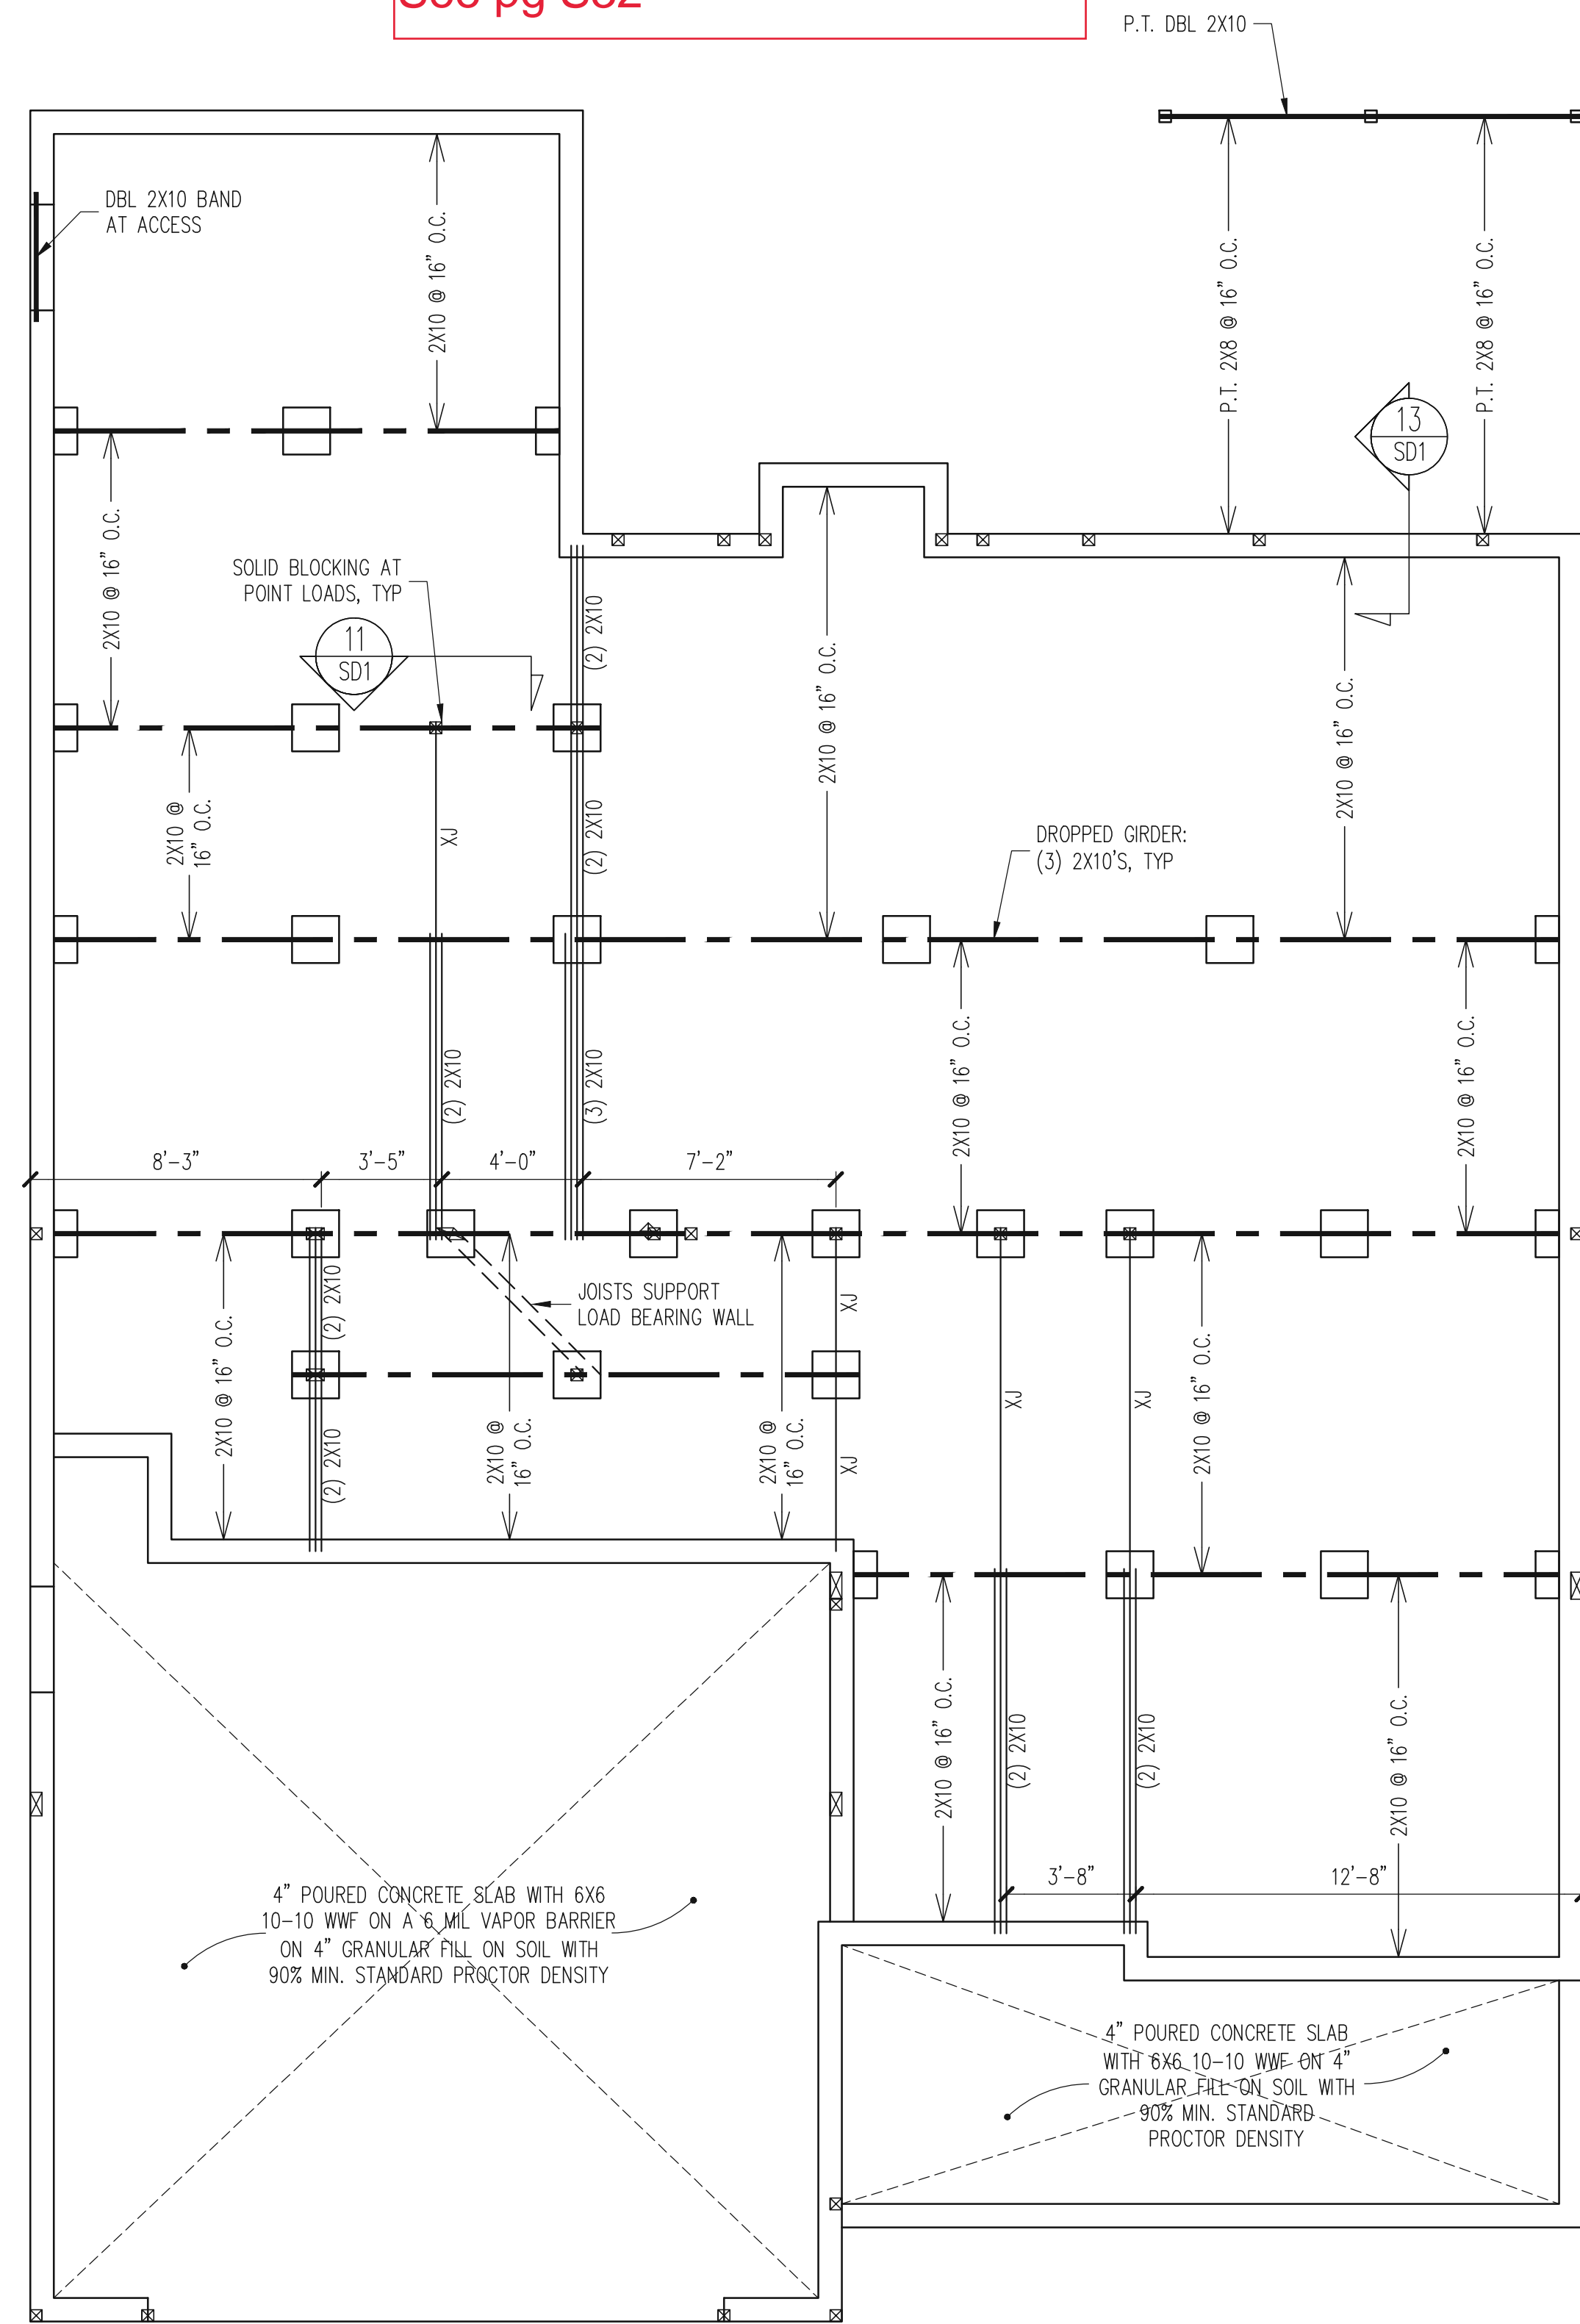 See pg S02
P.T. DBL 2X10
DBL 2X10 BAND
AT ACCESS
2X10 @ 16" O.C.
P.T. 2X8 @ 16" O.C.
P.T. 2X8 @ 16" O.C.
13
SD1
2X10 @ 16" O.C.
SOLID BLOCKING AT
POINT LOADS, TYP
11
SD1
(2) 2X10
2X10 @ 16" O.C.
2X10 @ 16" O.C.
2X10 @
16" O.C.
XJ
(2) 2X10
DROPPED GIRDER:
(3) 2X10'S, TYP
(2) 2X10
(3) 2X10
2X10 @ 16" O.C.
2X10 @ 16" O.C.
8'-3"
3'-5"
4'-0"
7'-2"
2X10 @ 16" O.C.
(2) 2X10
JOISTS SUPPORT
LOAD BEARING WALL
XJ
XJ
XJ
2X10 @ 16" O.C.
(2) 2X10
2X10 @
16" O.C.
2X10 @
16" O.C.
XJ
2X10 @ 16" O.C.
(2) 2X10
(2) 2X10
2X10 @ 16" O.C.
3'-8"
12'-8"
4" POURED CONCRETE SLAB WITH 6X6
10-10 WWF ON A 6 MIL VAPOR BARRIER
ON 4" GRANULAR FILL ON SOIL WITH
90% MIN. STANDARD PROCTOR DENSITY
4" POURED CONCRETE SLAB
WITH 6X6 10-10 WWF ON 4"
GRANULAR FILL ON SOIL WITH
90% MIN. STANDARD
PROCTOR DENSITY